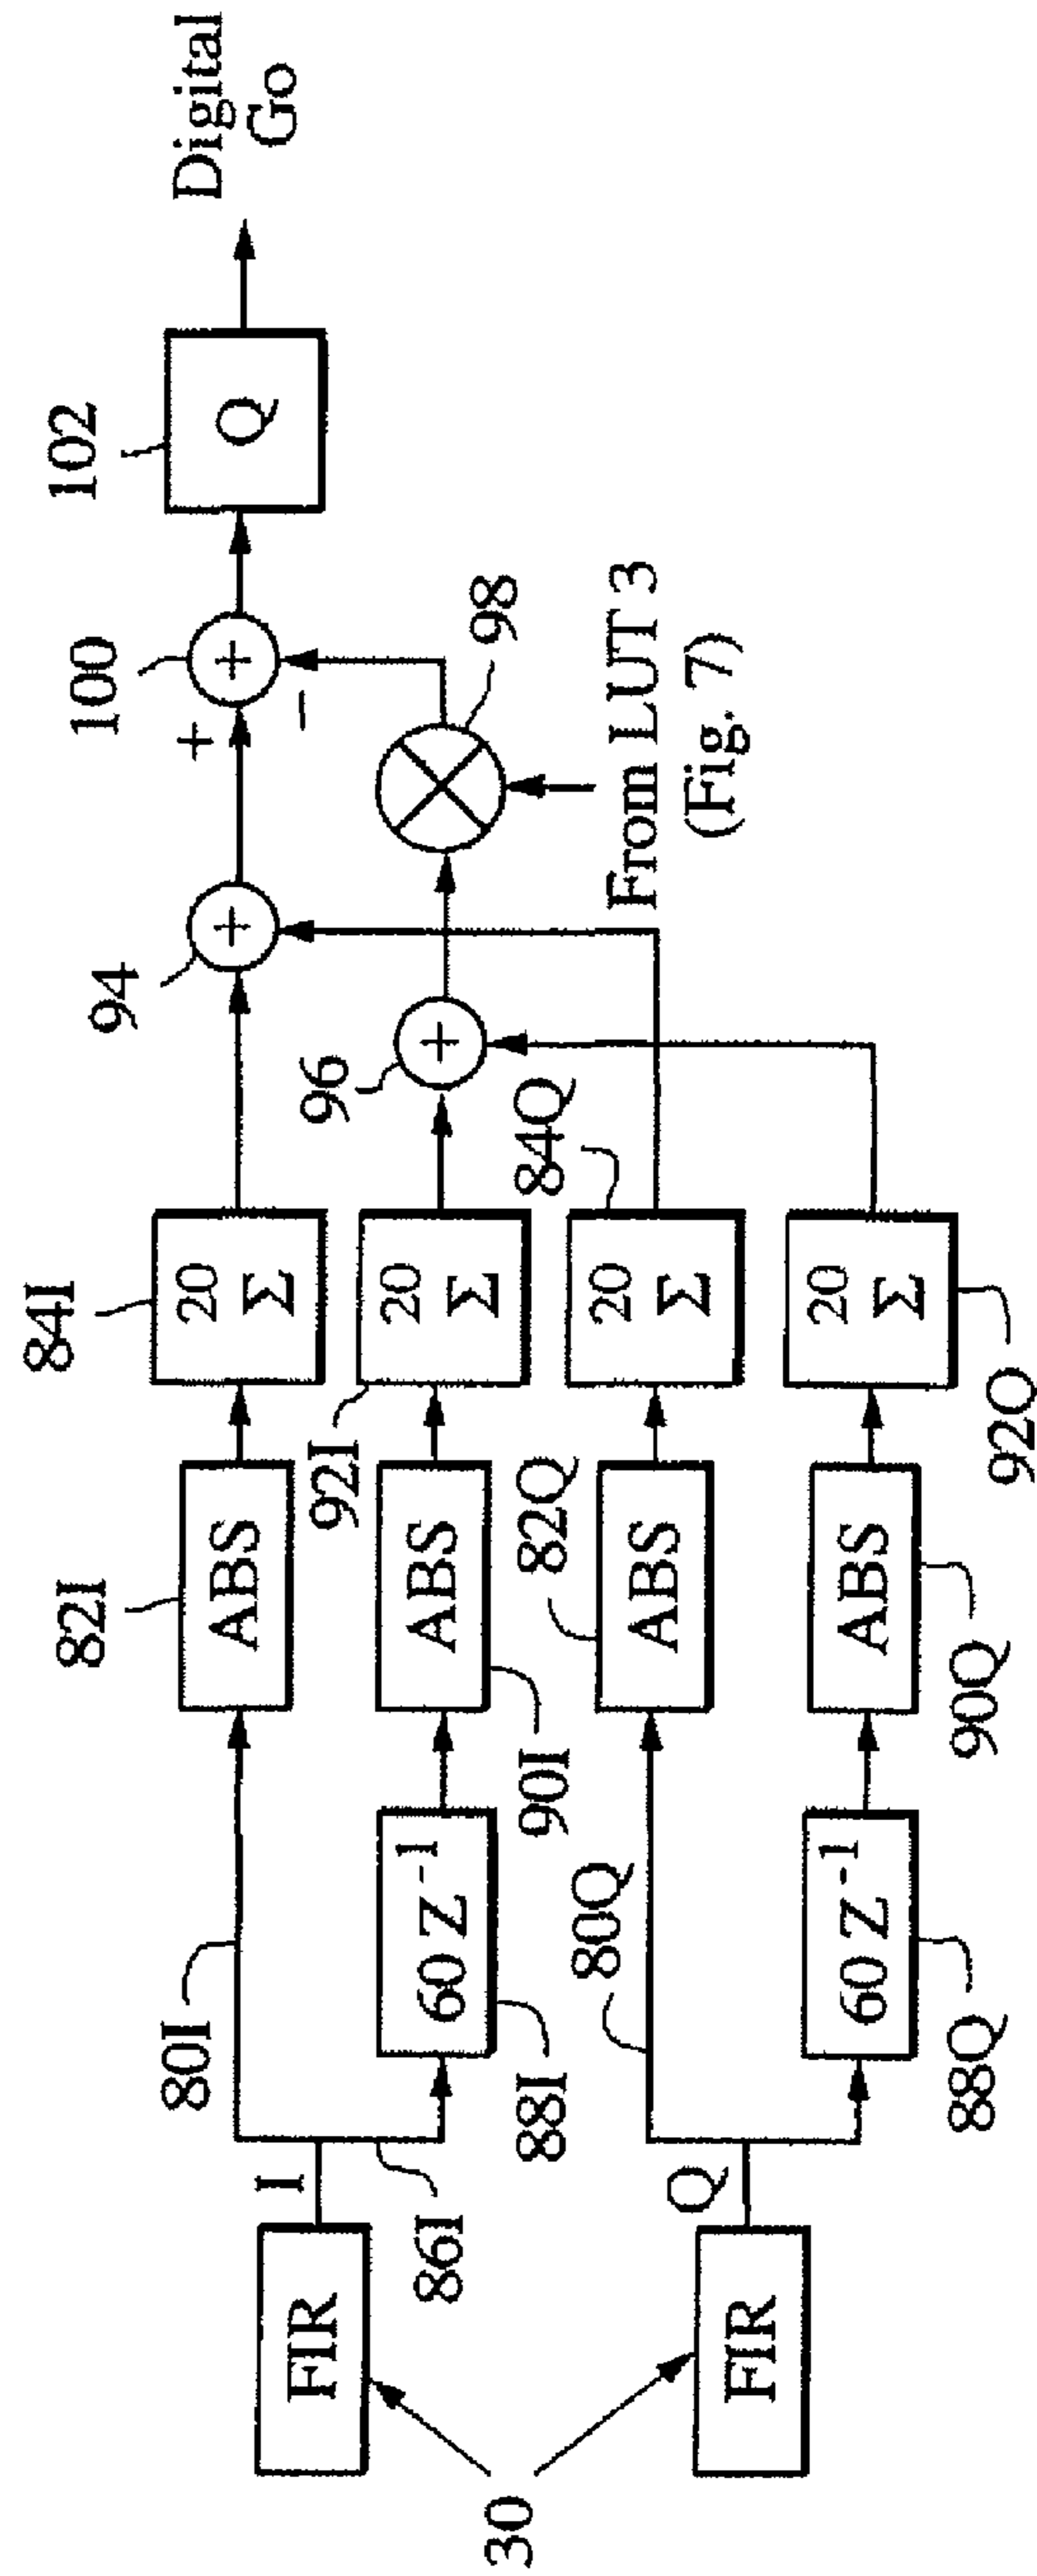 30
FIR
I
80I
86I
82I
ABS
84I
20
Σ
94
+
+
100
+
−
102
Q
Digital
Go
60 Z⁻¹
88I
ABS
90I
92I
20
Σ
96
+
98
From LUT 3
(Fig. 7)
FIR
Q
80Q
82Q
ABS
84Q
20
Σ
60 Z⁻¹
88Q
ABS
90Q
20
Σ
92Q